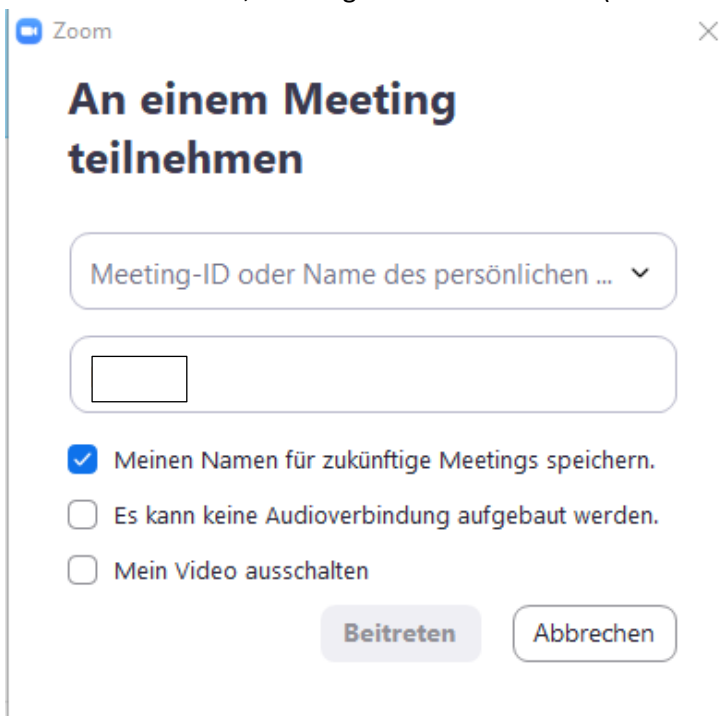 Zoom
An einem Meeting
teilnehmen
Meeting-ID oder Name des persönlichen ...
Meinen Namen für zukünftige Meetings speichern.
Es kann keine Audioverbindung aufgebaut werden.
Mein Video ausschalten
Beitreten
Abbrechen